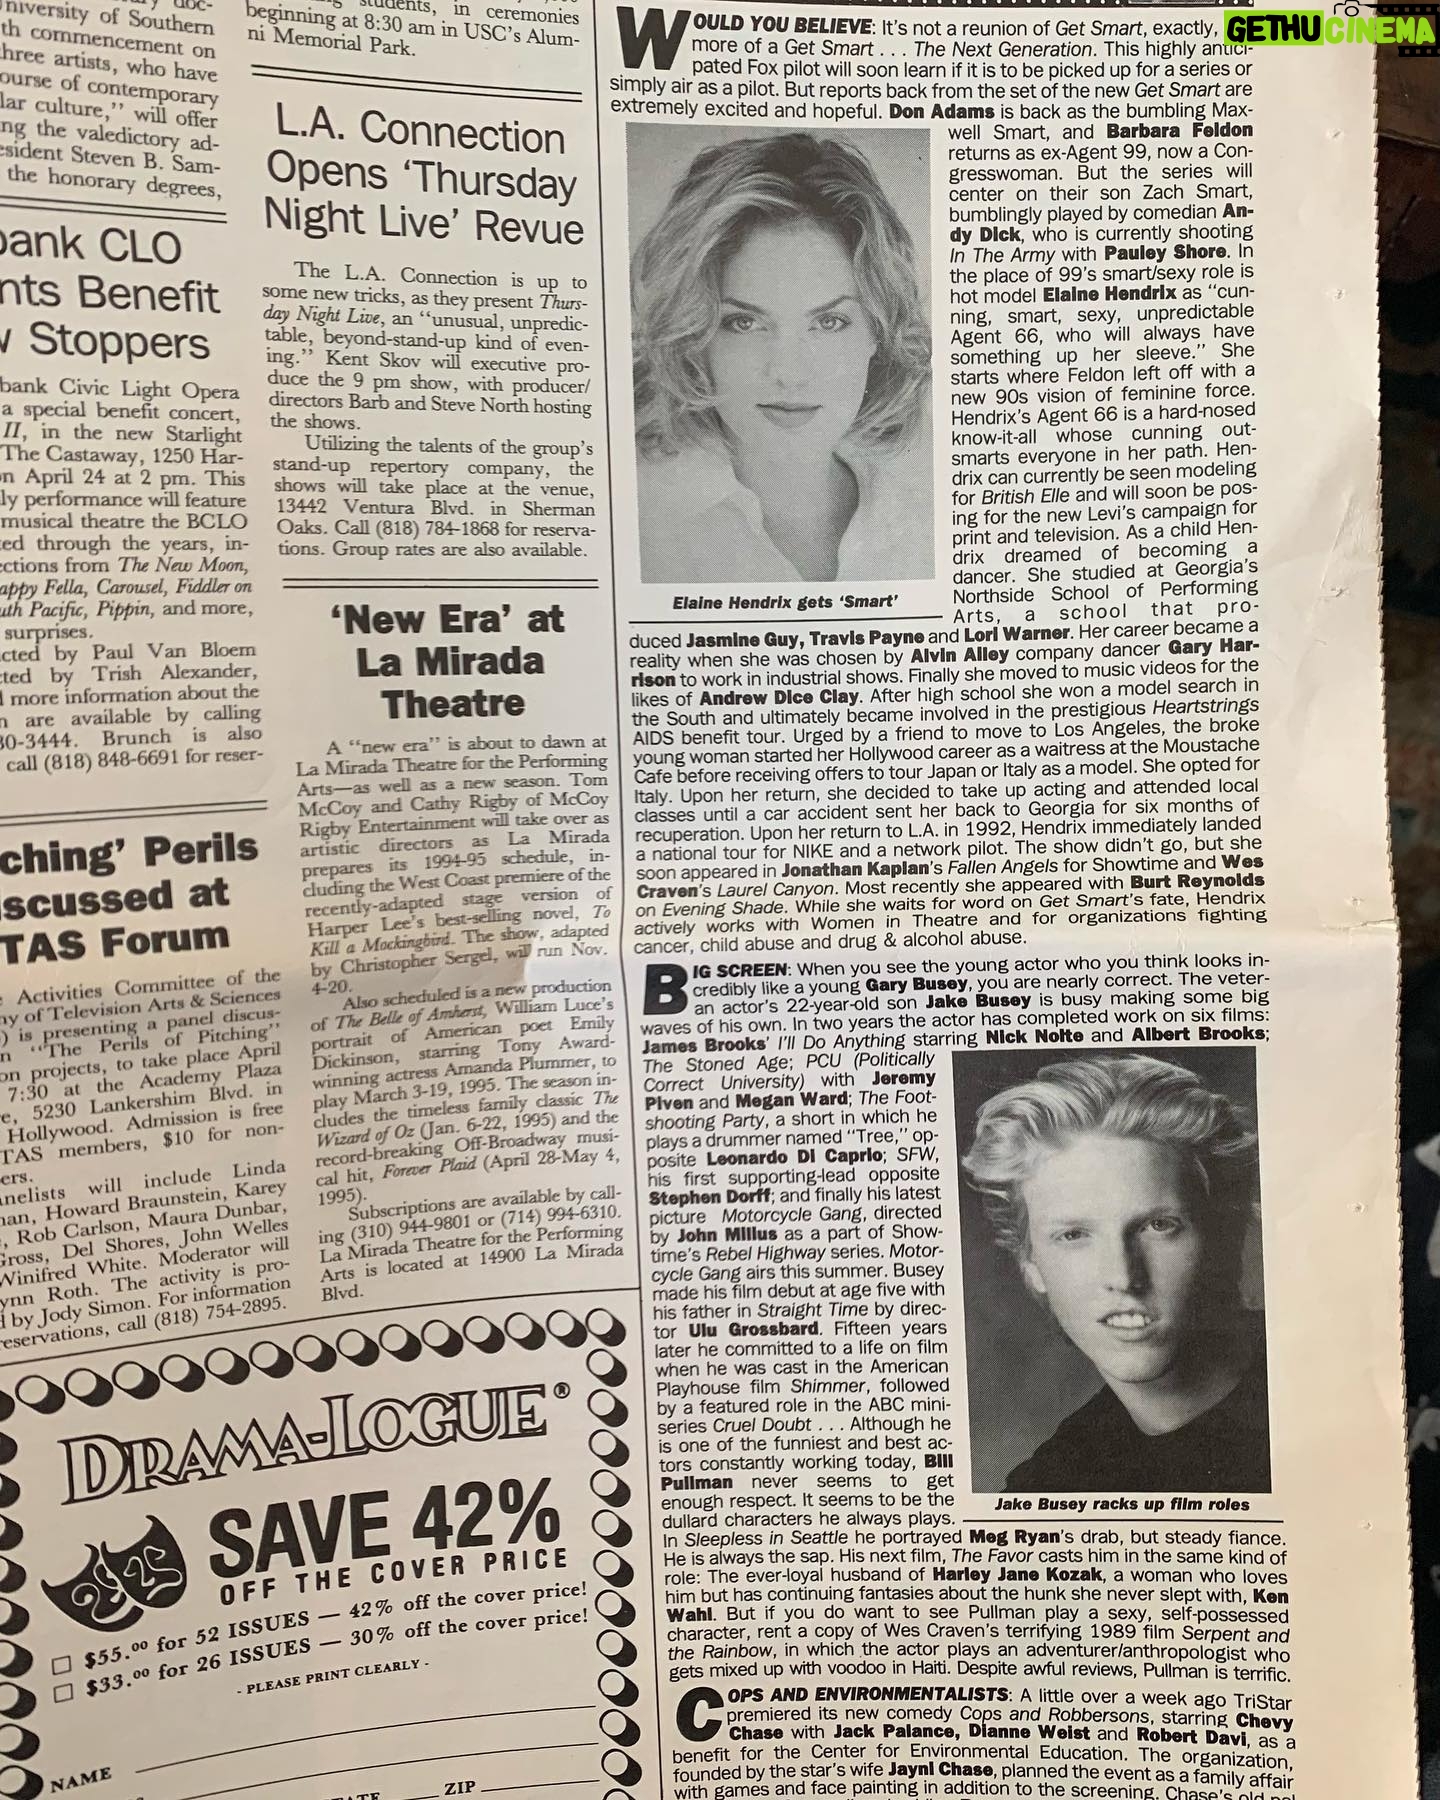 University of Southern
th commencement on
three artists, who have
ourse of contemporary
lar culture," will offer
ng the valedictory ad-
esident Steven B. Sam-
the honorary degrees,
bank CLO
nts Benefit
w Stoppers
bank Civic Light Opera
a special benefit concert,
II, in the new Starlight
The Castaway, 1250 Har-
on April 24 at 2 pm. This
ly performance will feature
musical theatre the BCLO
ted through the years, in-
ections from The New Moon,
appy Fella, Carousel, Fiddler on
uth Pacific, Pippin, and more,
surprises.
cted by Paul Van Bloem
cted by Trish Alexander,
d more information about the
n are available by calling
30-3444. Brunch is also
call (818) 848-6691 for reser-
ching' Perils
iscussed at
TAS Forum
Activities Committee of the
my of Television Arts & Sciences
) is presenting a panel discus-
n "The Perils of Pitching"
on projects, to take place April
7:30 at the Academy Plaza
e, 5230 Lankershim Blvd. in
Hollywood. Admission is free
TAS members, $10 for non-
ers.
nelists will include Linda
man, Howard Braunstein, Karey
, Rob Carlson, Maura Dunbar,
Gross, Del Shores, John Welles
Winifred White. Moderator will
ynn Roth. The activity is pro-
d by Jody Simon. For information
reservations, call (818) 754-2895.
students, in ceremonies
beginning at 8:30 am in USC's Alum-
ni Memorial Park.
L.A. Connection
Opens 'Thursday
Night Live' Revue
The L.A. Connection is up to
some new tricks, as they present Thurs-
day Night Live, an "unusual, unpredic-
table, beyond-stand-up kind of even-
ing." Kent Skov will executive pro-
duce the 9 pm show, with producer/
directors Barb and Steve North hosting
the shows.
Utilizing the talents of the group's
stand-up repertory company, the
shows will take place at the venue,
13442 Ventura Blvd. in Sherman
Oaks. Call (818) 784-1868 for reserva-
tions. Group rates are also available.
'New Era' at
La Mirada
Theatre
A "new era" is about to dawn at
La Mirada Theatre for the Performing
Arts—as well as a new season. Tom
McCoy and Cathy Rigby of McCoy
Rigby Entertainment will take over as
artistic directors as La Mirada
prepares its 1994-95 schedule, in-
cluding the West Coast premiere of the
recently-adapted stage version of
Harper Lee's best-selling novel, To
Kill a Mockingbird. The show, adapted
by Christopher Sergel, will run Nov.
4-20.
Also scheduled is a new production
of The Belle of Amherst, William Luce's
portrait of American poet Emily
Dickinson, starring Tony Award-
winning actress Amanda Plummer, to
play March 3-19, 1995. The season in-
cludes the timeless family classic The
Wizard of Oz (Jan. 6-22, 1995) and the
record-breaking Off-Broadway musi-
cal hit, Forever Plaid (April 28-May 4,
1995).
Subscriptions are available by call-
ing (310) 944-9801 or (714) 994-6310.
La Mirada Theatre for the Performing
Arts is located at 14900 La Mirada
Blvd.
DRAMA-LOGUE®
SAVE 42%
OFF THE COVER PRICE
$55.00 for 52 ISSUES — 42% off the cover price!
$33.00 for 26 ISSUES — 30% off the cover price!
- PLEASE PRINT CLEARLY -
NAME
ZIP
WOULD YOU BELIEVE: It's not a reunion of Get Smart, exactly,
more of a Get Smart . . . The Next Generation. This highly antici-
pated Fox pilot will soon learn if it is to be picked up for a series or
simply air as a pilot. But reports back from the set of the new Get Smart are
extremely excited and hopeful. Don Adams is back as the bumbling Max-
well Smart, and Barbara Feldon
returns as ex-Agent 99, now a Con-
gresswoman. But the series will
center on their son Zach Smart,
bumblingly played by comedian An-
dy Dick, who is currently shooting
In The Army with Pauley Shore. In
the place of 99's smart/sexy role is
hot model Elaine Hendrix as "cun-
ning, smart, sexy, unpredictable
Agent 66, who will always have
something up her sleeve." She
starts where Feldon left off with a
new 90s vision of feminine force.
Hendrix's Agent 66 is a hard-nosed
know-it-all whose cunning out-
smarts everyone in her path. Hen-
drix can currently be seen modeling
for British Elle and will soon be pos-
ing for the new Levi's campaign for
print and television. As a child Hen-
drix dreamed of becoming a
dancer. She studied at Georgia's
Northside School of Performing
Arts, a school that pro-
Elaine Hendrix gets 'Smart'
duced Jasmine Guy, Travis Payne and Lori Warner. Her career became a
reality when she was chosen by Alvin Alley company dancer Gary Har-
rison to work in industrial shows. Finally she moved to music videos for the
likes of Andrew Dice Clay. After high school she won a model search in
the South and ultimately became involved in the prestigious Heartstrings
AIDS benefit tour. Urged by a friend to move to Los Angeles, the broke
young woman started her Hollywood career as a waitress at the Moustache
Cafe before receiving offers to tour Japan or Italy as a model. She opted for
Italy. Upon her return, she decided to take up acting and attended local
classes until a car accident sent her back to Georgia for six months of
recuperation. Upon her return to L.A. in 1992, Hendrix immediately landed
a national tour for NIKE and a network pilot. The show didn't go, but she
soon appeared in Jonathan Kaplan's Fallen Angels for Showtime and Wes
Craven's Laurel Canyon. Most recently she appeared with Burt Reynolds
on Evening Shade. While she waits for word on Get Smart's fate, Hendrix
actively works with Women in Theatre and for organizations fighting
cancer, child abuse and drug & alcohol abuse.
BIG SCREEN: When you see the young actor who you think looks in-
credibly like a young Gary Busey, you are nearly correct. The veter-
an actor's 22-year-old son Jake Busey is busy making some big
waves of his own. In two years the actor has completed work on six films:
James Brooks' I'll Do Anything starring Nick Nolte and Albert Brooks;
The Stoned Age; PCU (Politically
Correct University) with Jeremy
Piven and Megan Ward; The Foot-
shooting Party, a short in which he
plays a drummer named "Tree," op-
posite Leonardo Di Caprio; SFW,
his first supporting-lead opposite
Stephen Dorff; and finally his latest
picture Motorcycle Gang, directed
by John Milius as a part of Show-
time's Rebel Highway series. Motor-
cycle Gang airs this summer. Busey
made his film debut at age five with
his father in Straight Time by direc-
tor Ulu Grossbard. Fifteen years
later he committed to a life on film
when he was cast in the American
Playhouse film Shimmer, followed
by a featured role in the ABC mini-
series Cruel Doubt . . . Although he
is one of the funniest and best ac-
tors constantly working today, Bill
Pullman never seems to get
enough respect. It seems to be the
dullard characters he always plays.
Jake Busey racks up film roles
In Sleepless in Seattle he portrayed Meg Ryan's drab, but steady fiance.
He is always the sap. His next film, The Favor casts him in the same kind of
role: The ever-loyal husband of Harley Jane Kozak, a woman who loves
him but has continuing fantasies about the hunk she never slept with, Ken
Wahl. But if you do want to see Pullman play a sexy, self-possessed
character, rent a copy of Wes Craven's terrifying 1989 film Serpent and
the Rainbow, in which the actor plays an adventurer/anthropologist who
gets mixed up with voodoo in Haiti. Despite awful reviews, Pullman is terrific.
COPS AND ENVIRONMENTALISTS: A little over a week ago TriStar
premiered its new comedy Cops and Robbersons, starring Chevy
Chase with Jack Palance, Dianne Weist and Robert Davi, as a
benefit for the Center for Environmental Education. The organization,
founded by the star's wife Jayni Chase, planned the event as a family affair
with games and face painting in addition to the screening. Chase's old pal
GETHUCINEMA